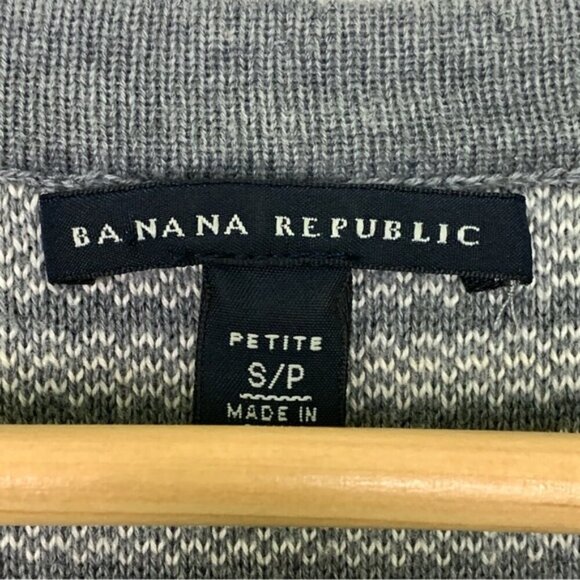 BANANA REPUBLIC
PETITE
S/P
MADE IN